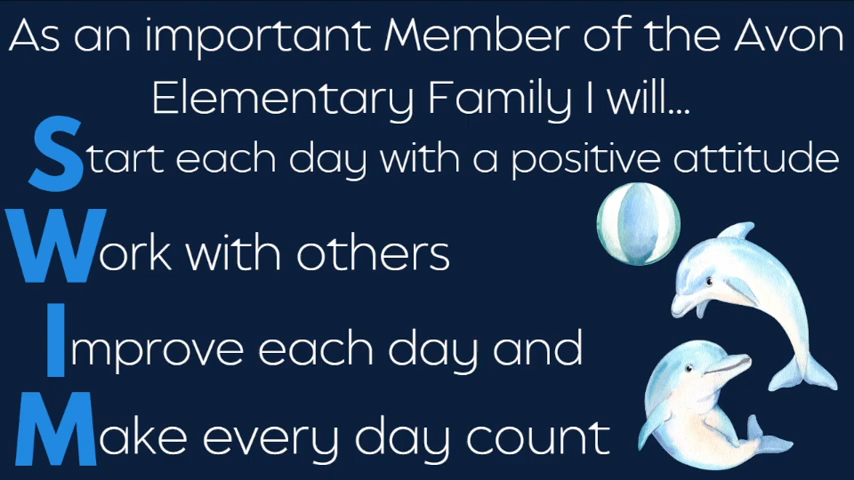 As an important Member of the Avon
Elementary Family I will...
Start each day with a positive attitude
Work with others
Improve each day and
Make every day count